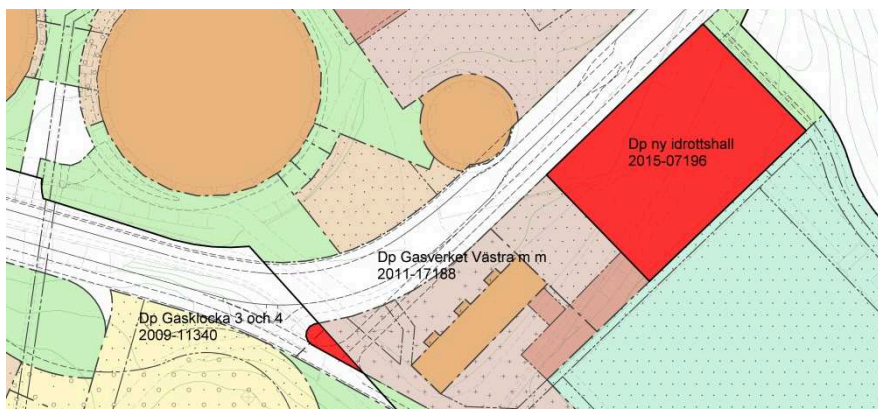 Dp ny idrottshall
2015-07196
Dp Gasverket Västra m m
2011-17188
Dp Gasklocka 3 och 4
2009-11340